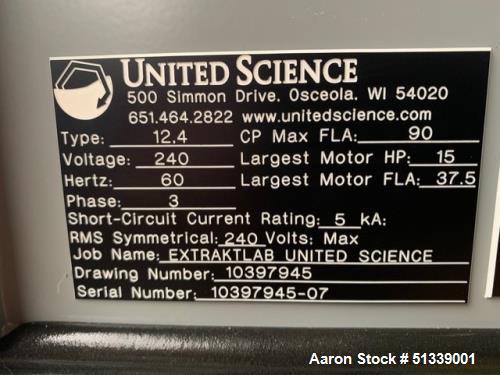 UNITED SCIENCE
500 Simmon Drive. Osceola. WI 54020
651.464.2822 www.unitedscience.com
Type: 12.4 CP Max FLA: 90
Voltage: 240 Largest Motor HP: 15
Hertz: 60 Largest Motor FLA: 37.5
Phase: 3
Short-Circuit Current Rating: 5 kA:
RMS Symmetrical: 240 Volts: Max
Job Name: EXTRAKTLAB UNITED SCIENCE
Drawing Number: 10397945
Serial Number: 10397945-07
Aaron Stock # 51339001